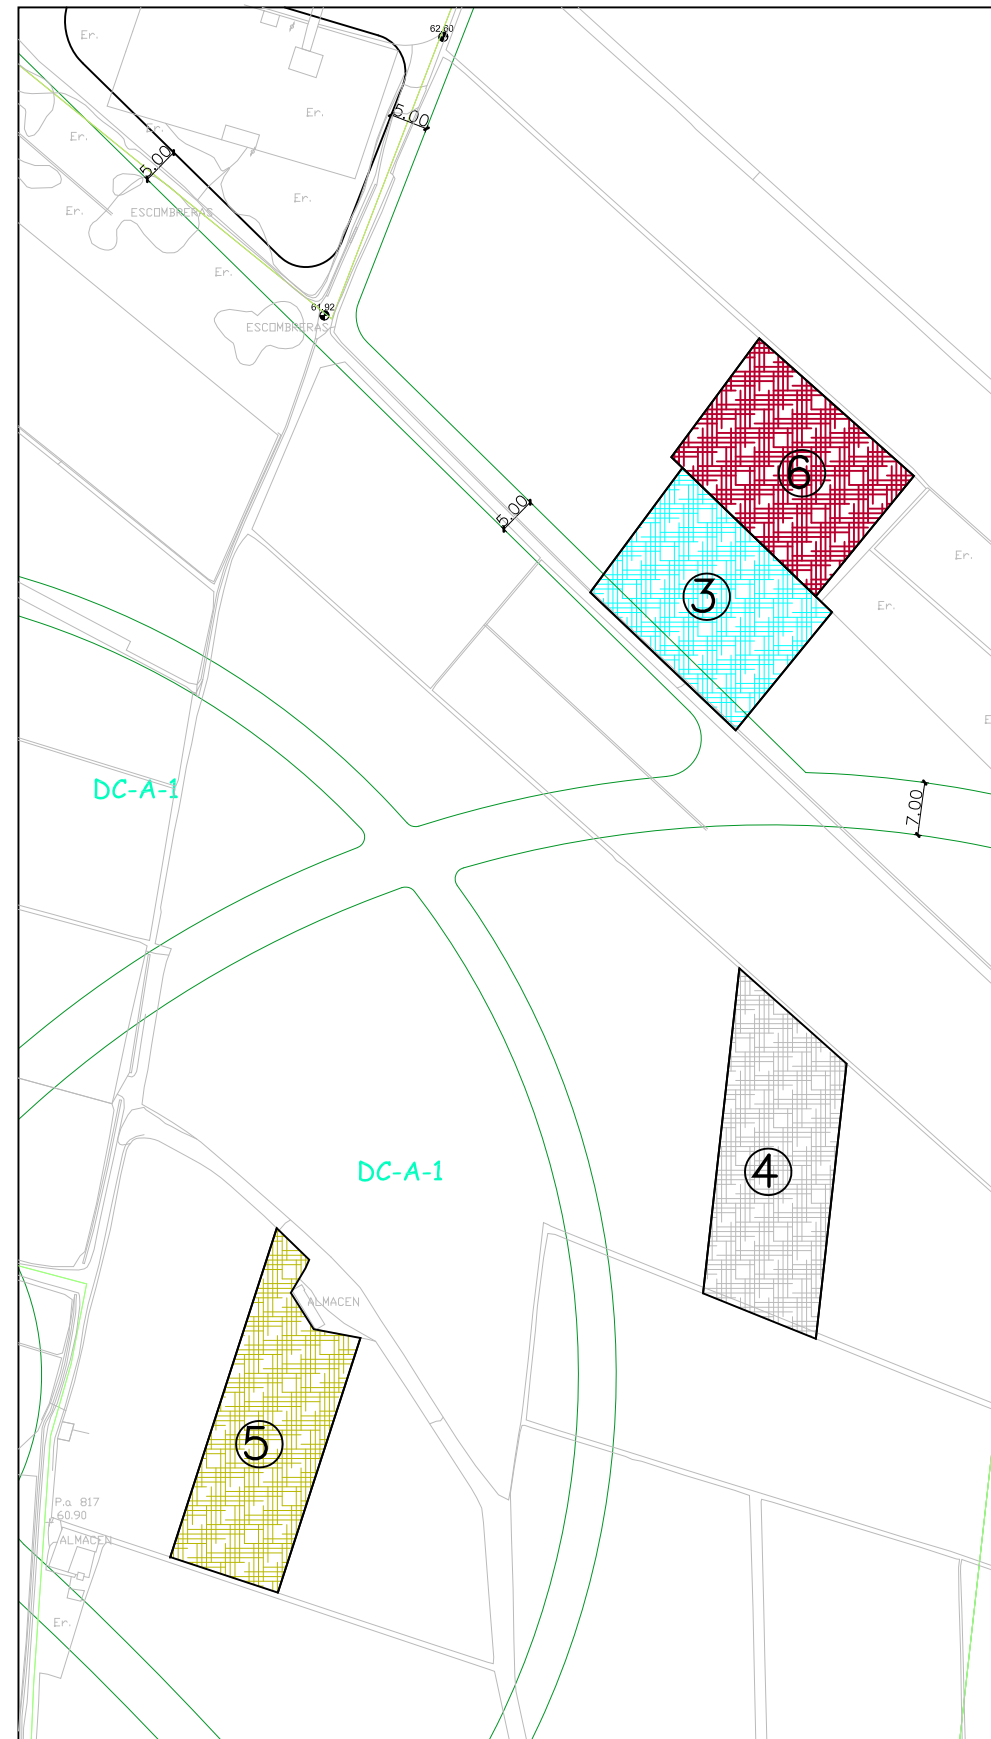 62.60
Er.
Er.
5.00
Er.
Er.
5.00
Er.
Er.
ESCOMBRERAS
Er.
61.92
ESCOMBRERAS
6
5.00
Er.
3
Er.
DC-A-1
7.00
4
DC-A-1
ALMACEN
5
P.a 817
60.90
ALMACEN
Er.